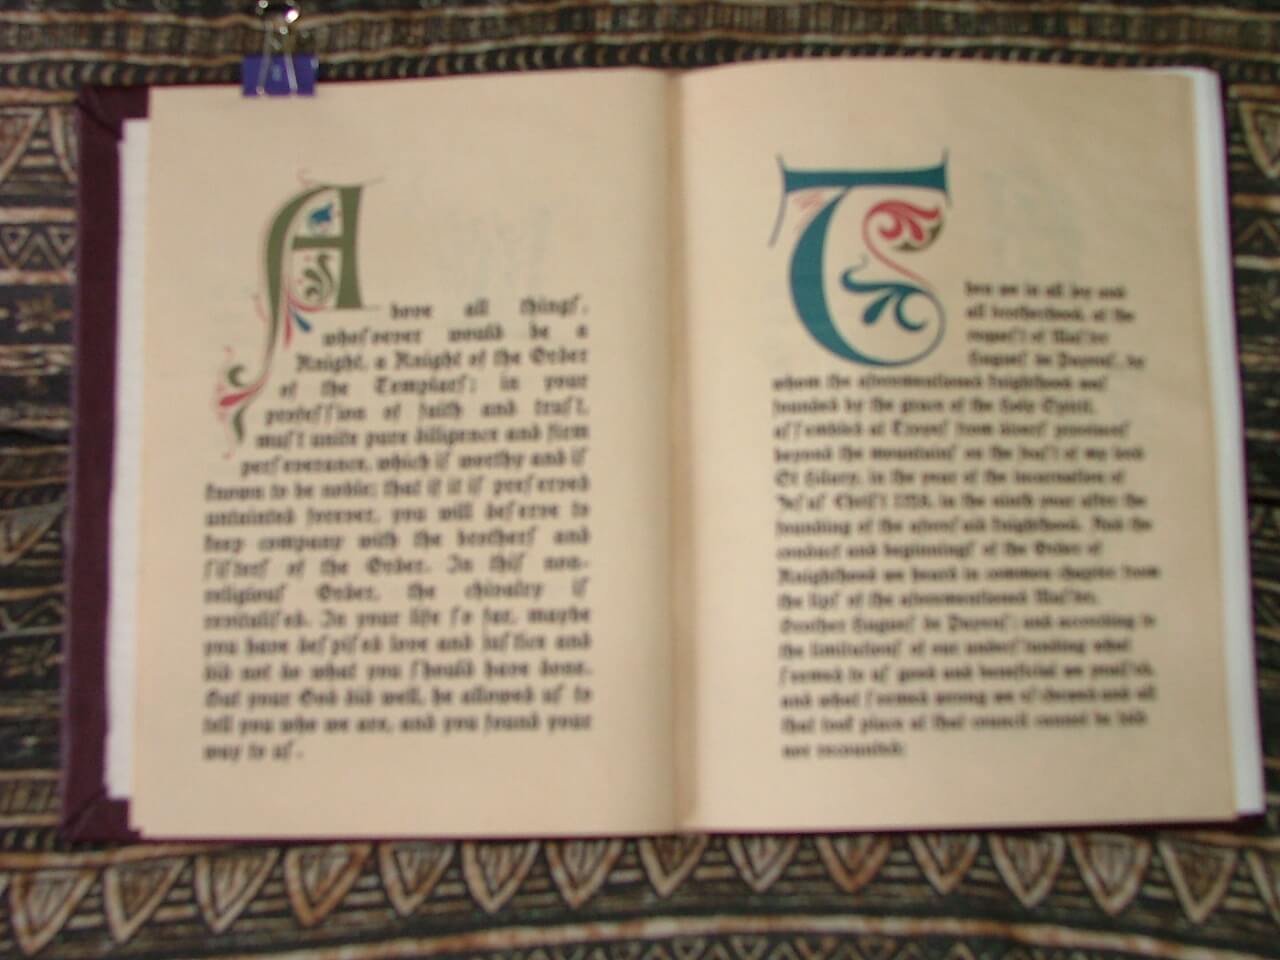 Above all things,
whosoever would be a
Knight, a Knight of the Order
of the Templars; in your
profession of faith and trust,
must unite pure diligence and firm
perseverance, which is worthy and is
known to be noble; that if it is preserved
untainted forever, you will deserve to
keep company with the brothers and
sisters of the Order. In this non-
religious Order, the chivalry is
revitalised. In your life so far, maybe
you have despised love and justice and
did not do what you should have done.
But your God did well, he allowed us to
tell you who we are, and you found your
way to us.
Then we in all joy and
all brotherhood, at the
request of Master
Hugues de Payens, by
whom the aforementioned knighthood was
founded by the grace of the Holy Spirit,
assembled at Troyes from divers provinces
beyond the mountains on the feast of my lord
St Hilary, in the year of the incarnation of
Christ in the ninth year after the
founding of the aforesaid knighthood. And the
conduct and beginnings of the Order of
Knighthood we heard in common chapter from
the lips of the aforementioned Master,
Brother Hugues de Payens; and according to
the limitations of our understanding what
seemed to us good and beneficial we
and what seemed wrong we eschewed and all
that took place at that council cannot be told
nor recounted;